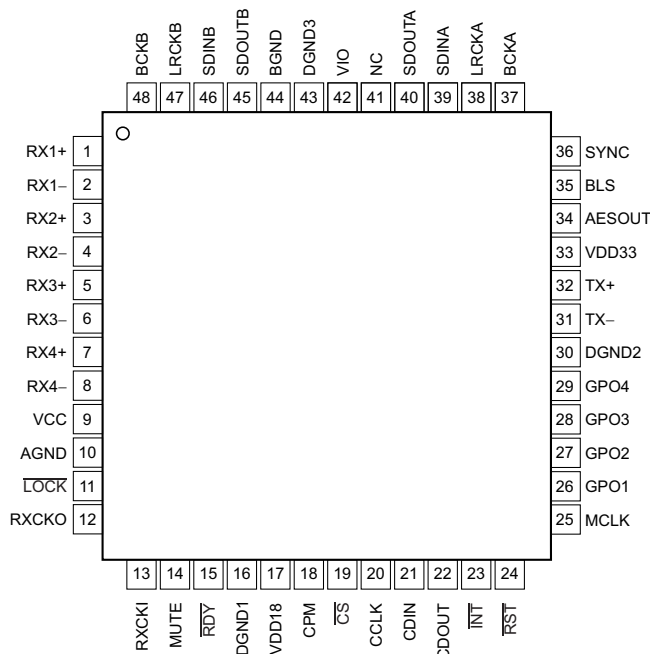 BCKB LRCKB SDINB SDOUTB BGND DGND3 VIO NC SDOUTA SDINA LRCKA BCKA
48 47 46 45 44 43 42 41 40 39 38 37
RX1+ 1 36 SYNC
RX1– 2 35 BLS
RX2+ 3 34 AESOUT
RX2– 4 33 VDD33
RX3+ 5 32 TX+
RX3– 6 31 TX–
RX4+ 7 30 DGND2
RX4– 8 29 GPO4
VCC 9 28 GPO3
AGND 10 27 GPO2
LOCK 11 26 GPO1
RXCKO 12 25 MCLK
13 14 15 16 17 18 19 20 21 22 23 24
RXCKI MUTE RDY DGND1 VDD18 CPM CS CCLK CDIN CDOUT INT RST